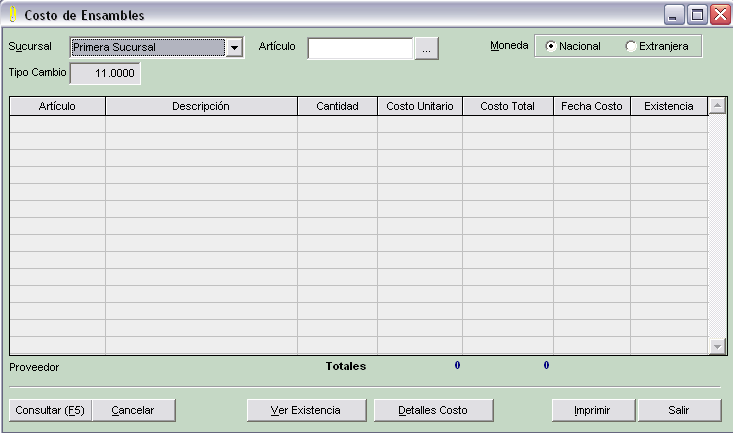 Costo de Ensambles
Sucursal Primera Sucursal Artículo ... Moneda Nacional Extranjera
Tipo Cambio 11.0000
Artículo Descripción Cantidad Costo Unitario Costo Total Fecha Costo Existencia
Proveedor Totales 0 0
Consultar (F5) Cancelar Ver Existencia Detalles Costo Imprimir Salir